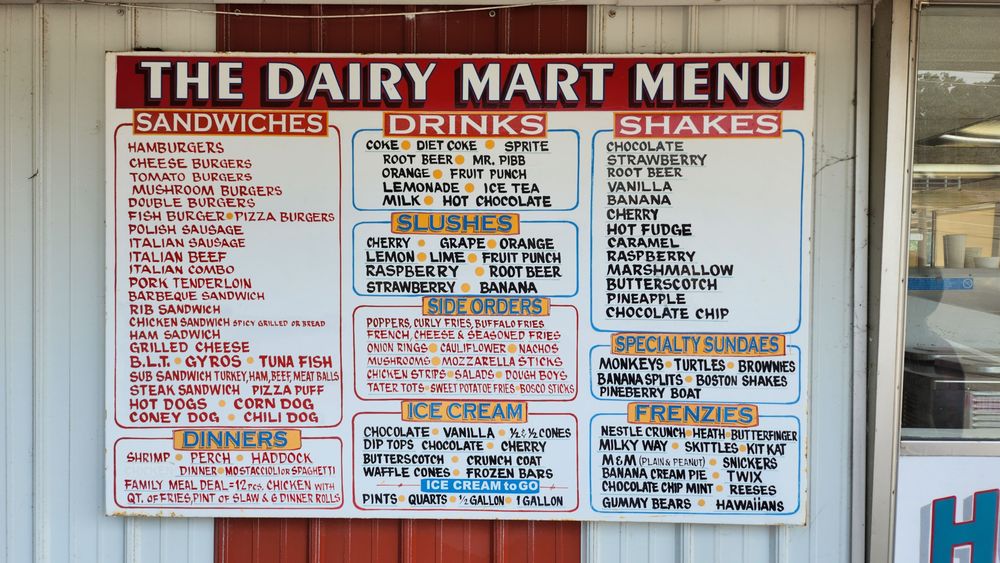 THE DAIRY MART MENU
SANDWICHES
HAMBURGERS
CHEESE BURGERS
TOMATO BURGERS
MUSHROOM BURGERS
DOUBLE BURGERS
FISH BURGER • PIZZA BURGERS
POLISH SAUSAGE
ITALIAN SAUSAGE
ITALIAN BEEF
ITALIAN COMBO
PORK TENDERLOIN
BARBEQUE SANDWICH
RIB SANDWICH
CHICKEN SANDWICH SPICY GRILLED OR BREAD
HAM SADWICH
GRILLED CHEESE
B.L.T. • GYROS • TUNA FISH
SUB SANDWICH TURKEY, HAM, BEEF, MEAT BALLS
STEAK SANDWICH PIZZA PUFF
HOT DOGS • CORN DOG
CONEY DOG • CHILI DOG
DINNERS
SHRIMP • PERCH • HADDOCK
CHICKEN DINNER • MOSTACCIOLI OR SPAGHETTI
FAMILY MEAL DEAL = 12 PCS. CHICKEN WITH
QT. OF FRIES, PINT OF SLAW & 6 DINNER ROLLS
DRINKS
COKE • DIET COKE • SPRITE
ROOT BEER • MR. PIBB
ORANGE • FRUIT PUNCH
LEMONADE • ICE TEA
MILK • HOT CHOCOLATE
SLUSHES
CHERRY • GRAPE • ORANGE
LEMON • LIME • FRUIT PUNCH
RASPBERRY • ROOT BEER
STRAWBERRY • BANANA
SIDE ORDERS
POPPERS, CURLY FRIES, BUFFALO FRIES
FRENCH, CHEESE & SEASONED FRIES
ONION RINGS • CAULIFLOWER • NACHOS
MUSHROOMS • MOZZARELLA STICKS
CHICKEN STRIPS • SALADS • DOUGH BOYS
TATER TOTS • SWEET POTATOE FRIES • BOSCO STICKS
ICE CREAM
CHOCOLATE • VANILLA • ½ & ½ CONES
DIP TOPS CHOCOLATE • CHERRY
BUTTERSCOTCH • CRUNCH COAT
WAFFLE CONES • FROZEN BARS
ICE CREAM to GO
PINTS • QUARTS • ½ GALLON • 1 GALLON
SHAKES
CHOCOLATE
STRAWBERRY
ROOT BEER
VANILLA
BANANA
CHERRY
HOT FUDGE
CARAMEL
RASPBERRY
MARSHMALLOW
BUTTERSCOTCH
PINEAPPLE
CHOCOLATE CHIP
SPECIALTY SUNDAES
MONKEYS • TURTLES • BROWNIES
BANANA SPLITS • BOSTON SHAKES
PINEBERRY BOAT
FRENZIES
NESTLE CRUNCH • HEATH • BUTTERFINGER
MILKY WAY • SKITTLES • KIT KAT
M&M (PLAIN & PEANUT) • SNICKERS
BANANA CREAM PIE • TWIX
CHOCOLATE CHIP MINT • REESES
GUMMY BEARS • HAWAIIANS
H